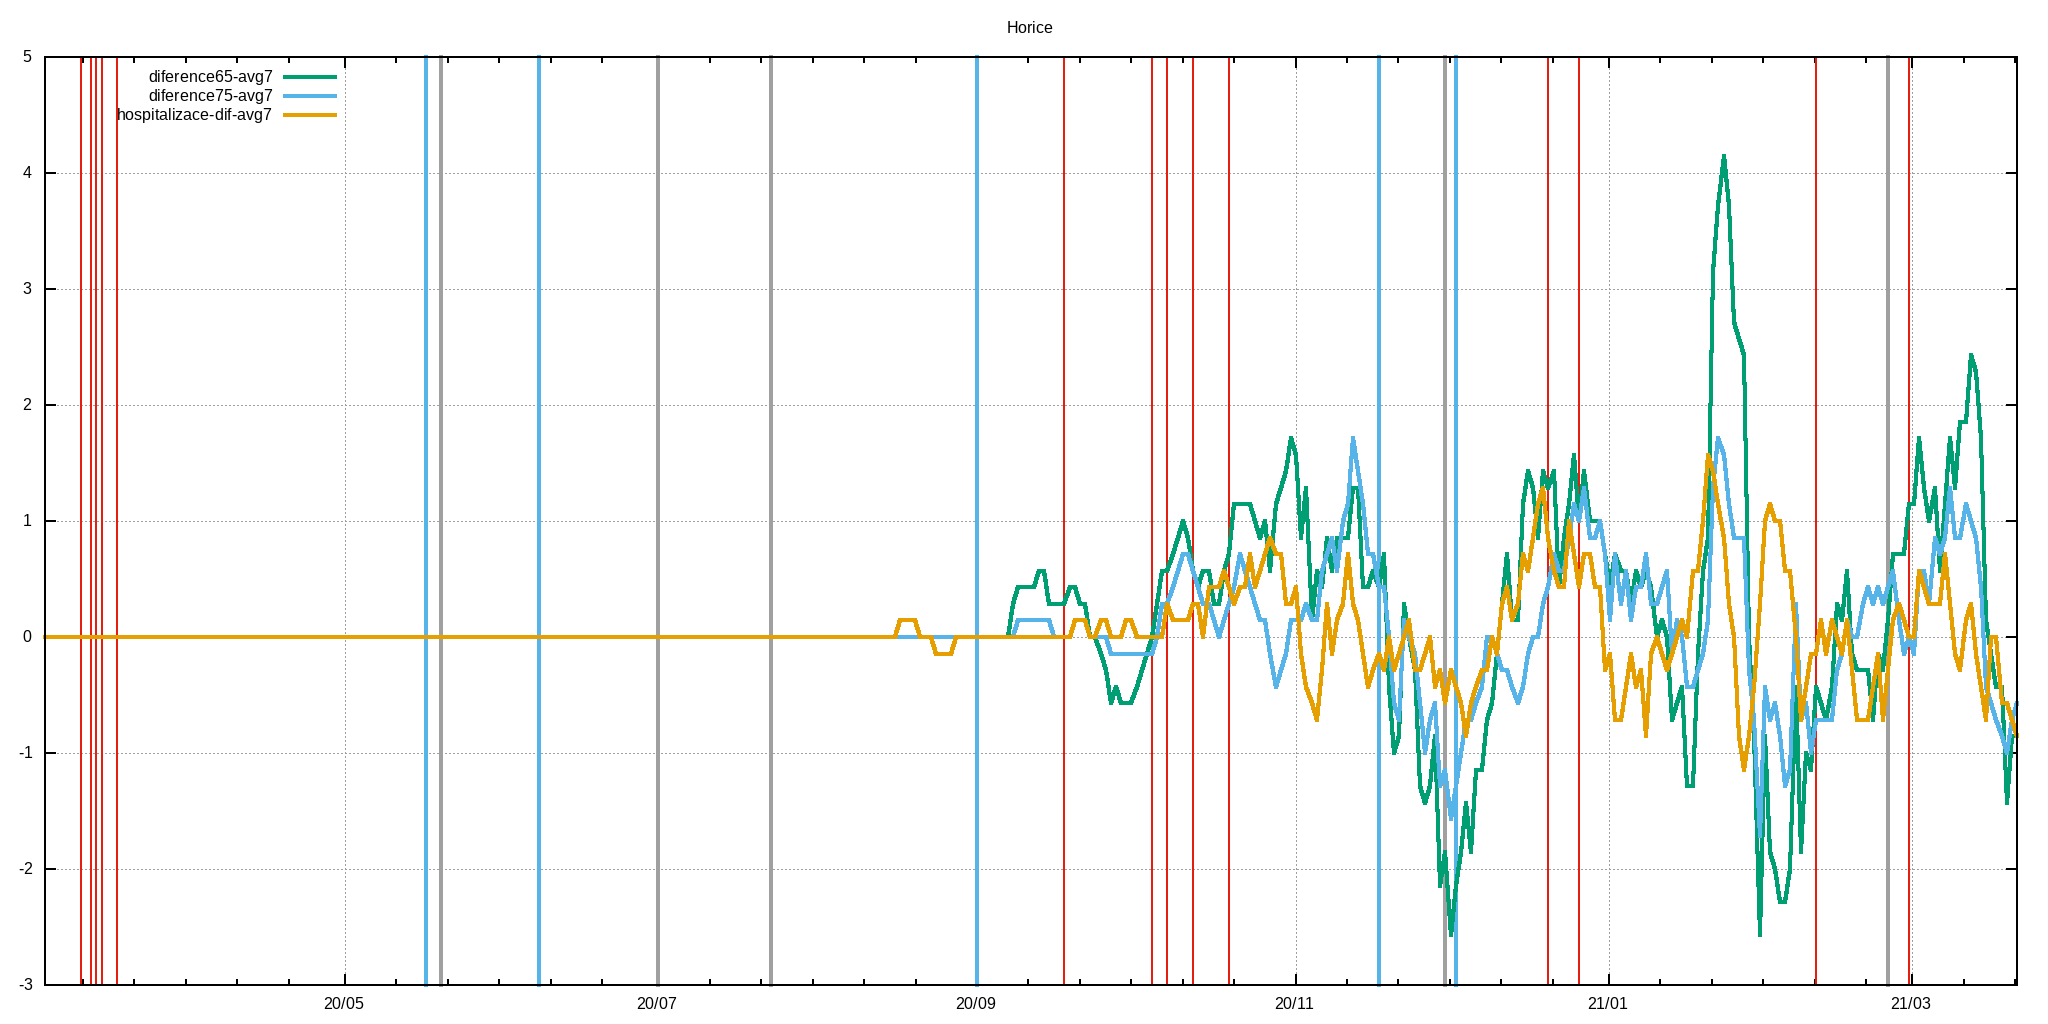 Horice
diference65-avg7
diference75-avg7
hospitalizace-dif-avg7
5
4
3
2
1
0
-1
-2
-3
20/05 20/07 20/09 20/11 21/01 21/03